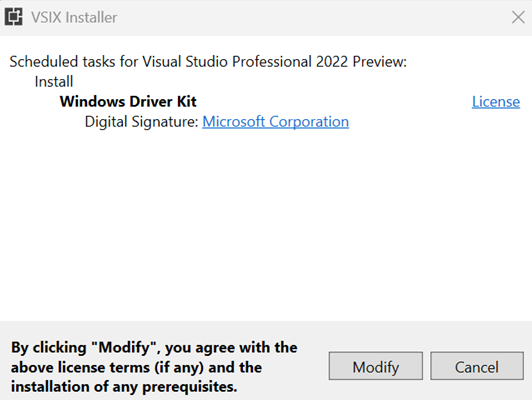 VSIX Installer
Scheduled tasks for Visual Studio Professional 2022 Preview:
Install
Windows Driver Kit License
Digital Signature: Microsoft Corporation
By clicking "Modify", you agree with the
above license terms (if any) and the
installation of any prerequisites.
Modify Cancel